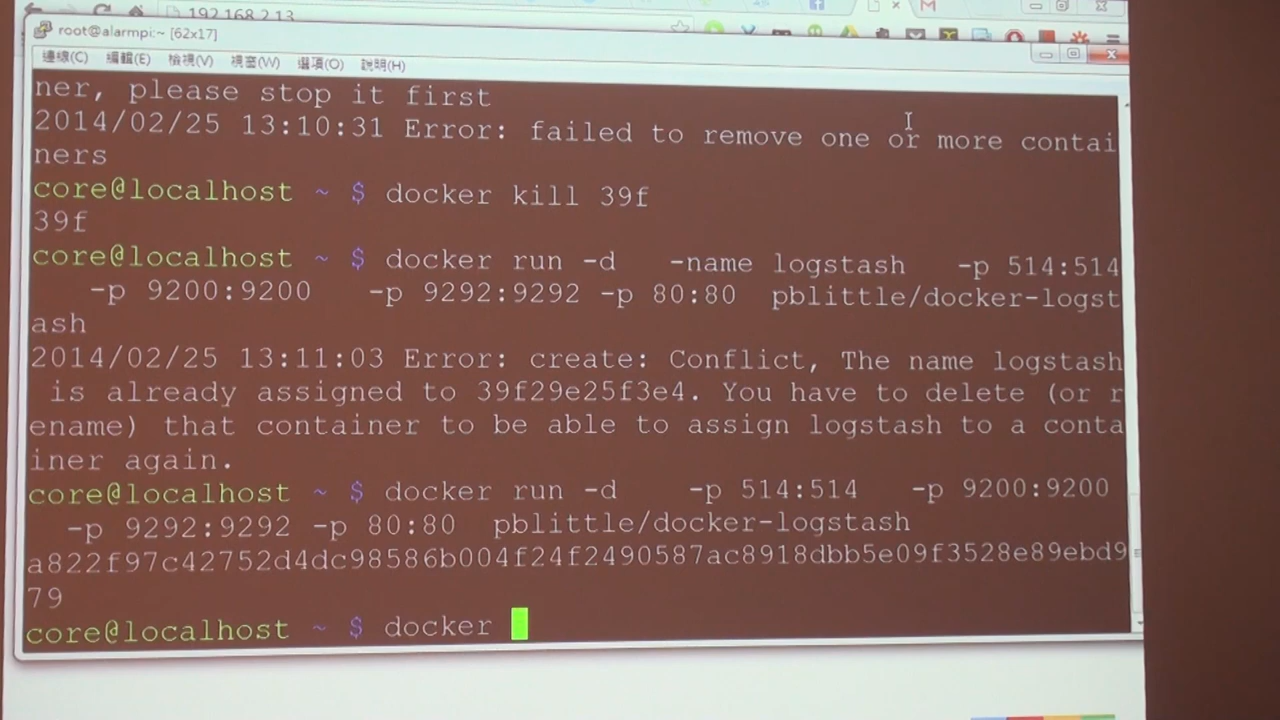 192.168.2.13
root@alarmpi:~ [62x17]
連線(C) 編輯(E) 檢視(V) 視窗(W) 選項(O) 說明(H)
ner, please stop it first
2014/02/25 13:10:31 Error: failed to remove one or more contai
ners
core@localhost ~ $ docker kill 39f
39f
core@localhost ~ $ docker run -d   -name logstash   -p 514:514
   -p 9200:9200   -p 9292:9292 -p 80:80  pblittle/docker-logst
ash
2014/02/25 13:11:03 Error: create: Conflict, The name logstash
 is already assigned to 39f29e25f3e4. You have to delete (or r
ename) that container to be able to assign logstash to a conta
iner again.
core@localhost ~ $ docker run -d    -p 514:514   -p 9200:9200
  -p 9292:9292 -p 80:80  pblittle/docker-logstash
a822f97c42752d4dc98586b004f24f2490587ac8918dbb5e09f3528e89ebd9
79
core@localhost ~ $ docker